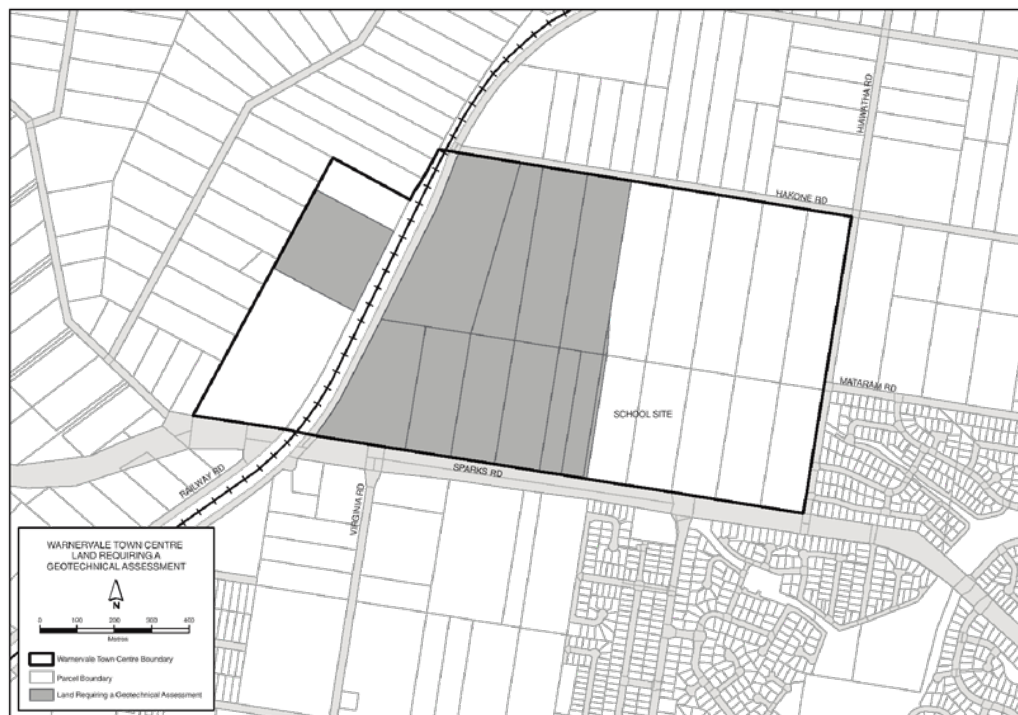 HIAWATHA RD
HAKONE RD
MATARAM RD
SCHOOL SITE
SPARKS RD
RAILWAY RD
VIRGINIA RD
WARNERVALE TOWN CENTRE
LAND REQUIRING A
GEOTECHNICAL ASSESSMENT
N
0 100 200 300 400
Metres
Warnervale Town Centre Boundary
Parcel Boundary
Land Requiring a Geotechnical Assessment